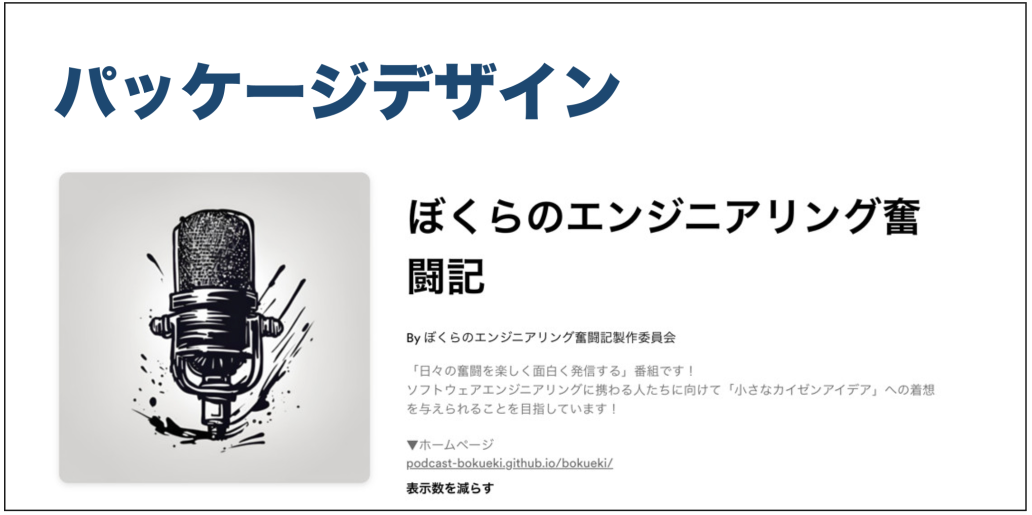 パッケージデザイン
ぼくらのエンジニアリング奮
闘記
By ぼくらのエンジニアリング奮闘記製作委員会
「日々の奮闘を楽しく面白く発信する」番組です！
ソフトウェアエンジニアリングに携わる人たちに向けて「小さなカイゼンアイデア」への着想
を与えられることを目指しています！
▼ホームページ
podcast-bokueki.github.io/bokueki/
表示数を減らす